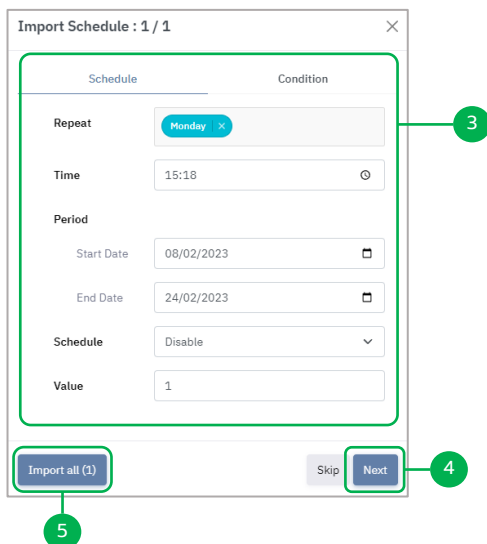 Import Schedule : 1 / 1
Schedule Condition
Repeat Monday ×
3
Time 15:18
Period
Start Date 08/02/2023
End Date 24/02/2023
Schedule Disable
Value 1
Import all (1) Skip Next 4
5